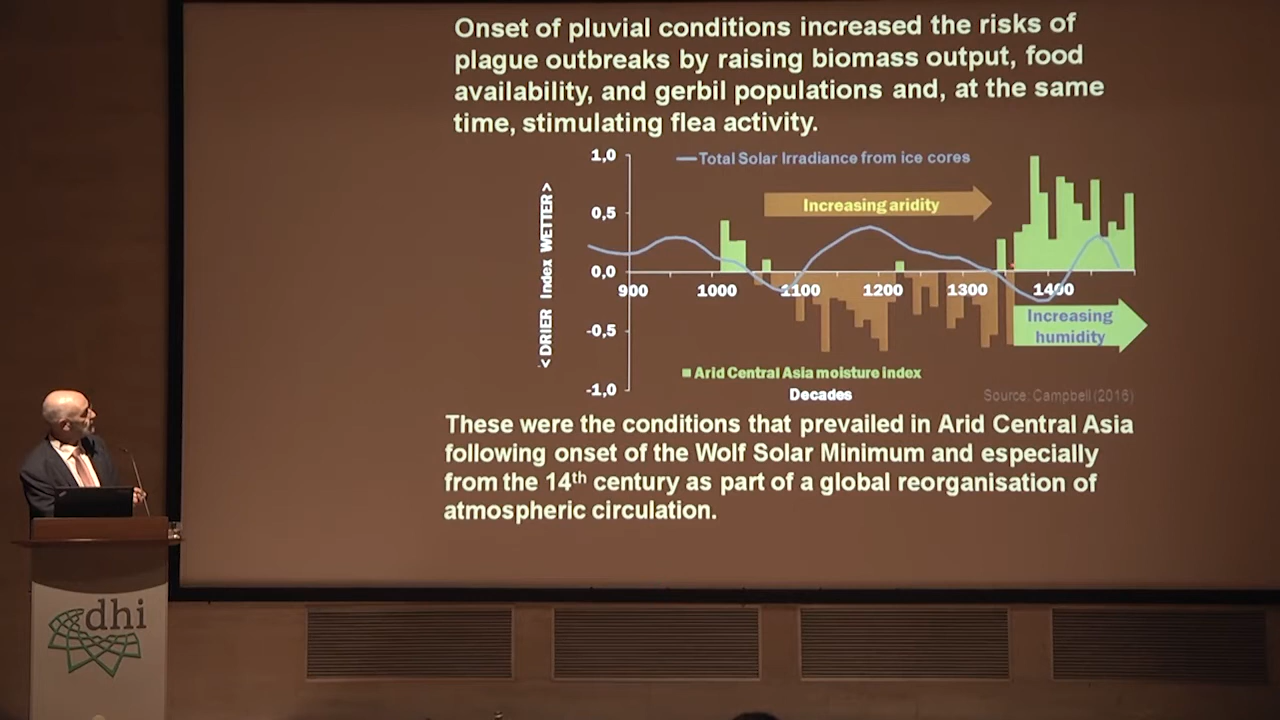 Onset of pluvial conditions increased the risks of
plague outbreaks by raising biomass output, food
availability, and gerbil populations and, at the same
time, stimulating flea activity.
1,0
Total Solar Irradiance from ice cores
0,5
Increasing aridity
0,0
900 1000 1100 1200 1300 1400
-0,5
-1,0
< DRIER Index WETTER >
Increasing
humidity
Arid Central Asia moisture index
Decades
Source: Campbell (2016)
These were the conditions that prevailed in Arid Central Asia
following onset of the Wolf Solar Minimum and especially
from the 14th century as part of a global reorganisation of
atmospheric circulation.
dhi